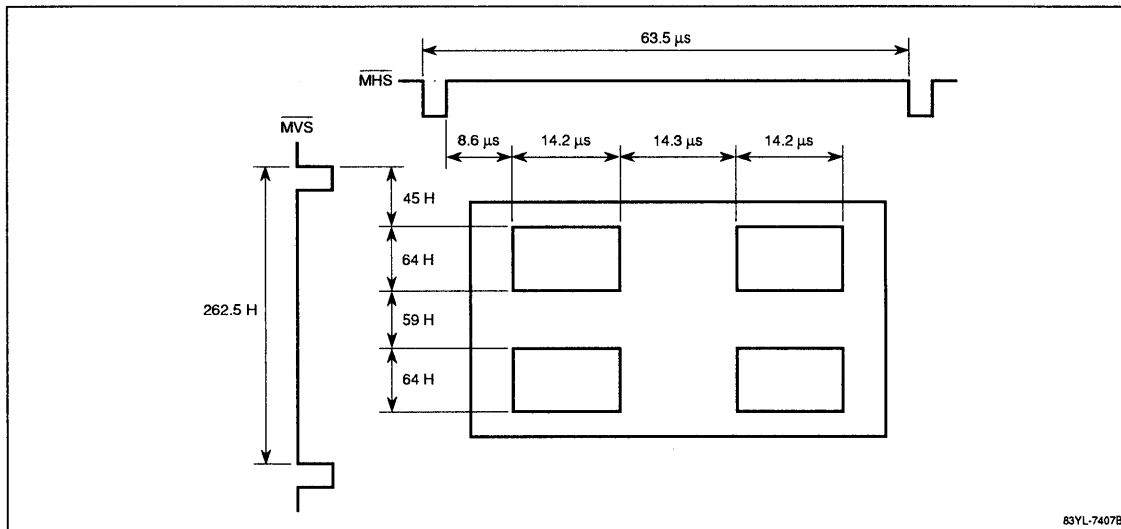 63.5 µs
MHS
MVS
8.6 µs
14.2 µs
14.3 µs
14.2 µs
45 H
64 H
262.5 H
59 H
64 H
83YL-7407B